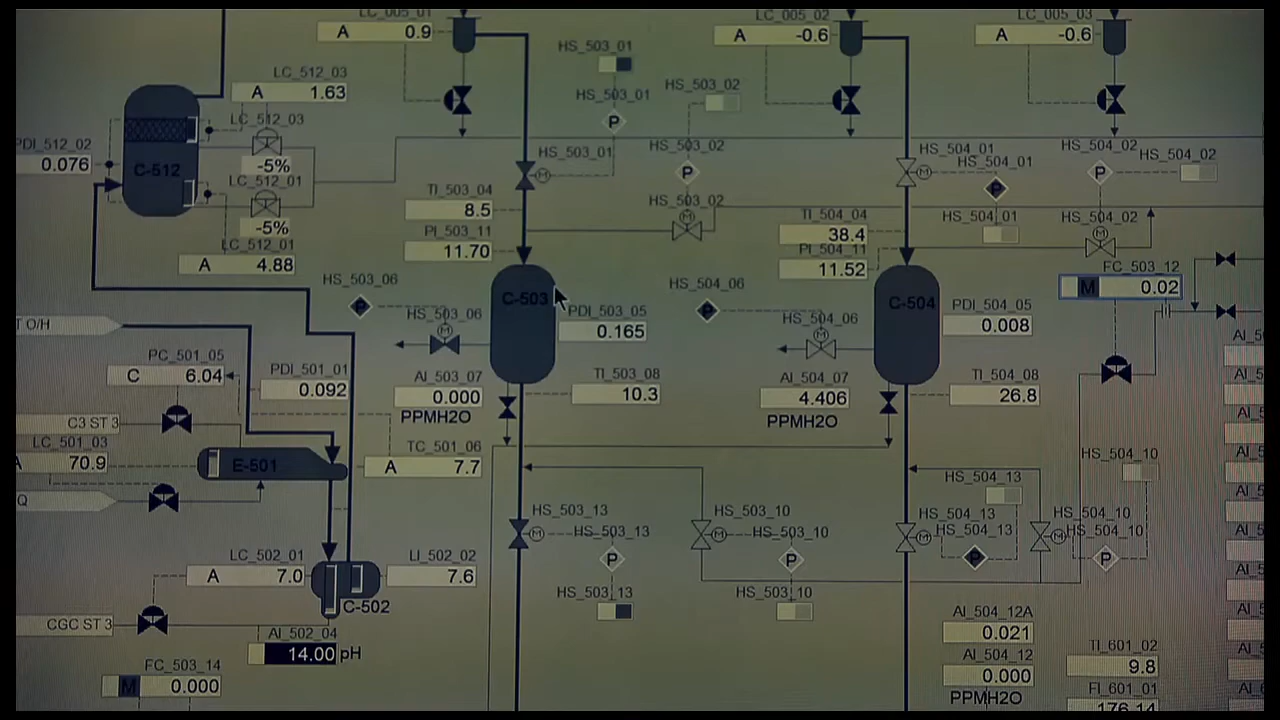 LC_005_01
A 0.9
LC_005_02
A -0.6
LC_005_03
A -0.6
HS_503_01
HS_503_01
HS_503_02
P
LC_512_03
A 1.63
LC_512_03
-5%
PDI_512_02
0.076
C-512
LC_512_01
-5%
LC_512_01
A 4.88
HS_503_01
M
HS_503_02
P
HS_503_02
M
TI_503_04
8.5
PI_503_11
11.70
HS_504_01
M
HS_504_01
P
HS_504_01
HS_504_02
P
HS_504_02
HS_504_02
M
TI_504_04
38.4
PI_504_11
11.52
FC_503_12
M 0.02
HS_503_06
P
HS_503_06
M
C-503
PDI_503_05
0.165
HS_504_06
P
HS_504_06
M
C-504
PDI_504_05
0.008
T O/H
PC_501_05
C 6.04
PDI_501_01
0.092
AI_503_07
0.000
PPMH2O
TI_503_08
10.3
AI_504_07
4.406
PPMH2O
TI_504_08
26.8
C3 ST 3
LC_501_03
A 70.9
E-501
TC_501_06
A 7.7
Q
HS_503_13
M
HS_503_13
P
HS_503_13
HS_503_10
M
HS_503_10
P
HS_503_10
HS_504_13
HS_504_13
M
HS_504_13
P
HS_504_10
HS_504_10
M
HS_504_10
P
LC_502_01
A 7.0
LI_502_02
7.6
C-502
CGC ST 3
AI_502_04
14.00 pH
FC_503_14
M 0.000
AI_504_12A
0.021
AI_504_12
0.000
PPMH2O
TI_601_02
9.8
FI_601_01
176.14